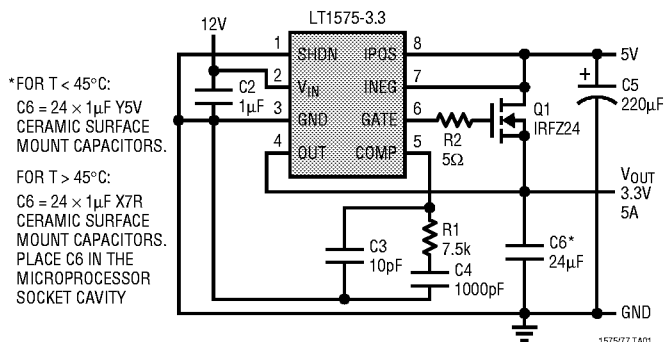 LT1575-3.3
12V
1
SHDN
IPOS
8
5V
2
VIN
INEG
7
3
GND
GATE
6
4
OUT
COMP
5
C2
1µF
R2
5Ω
Q1
IRFZ24
+
C5
220µF
VOUT
3.3V
5A
*FOR T < 45°C:
C6 = 24 × 1µF Y5V
CERAMIC SURFACE
MOUNT CAPACITORS.
FOR T > 45°C:
C6 = 24 × 1µF X7R
CERAMIC SURFACE
MOUNT CAPACITORS.
PLACE C6 IN THE
MICROPROCESSOR
SOCKET CAVITY
C3
10pF
R1
7.5k
C4
1000pF
C6*
24µF
GND
1575/77 TA01